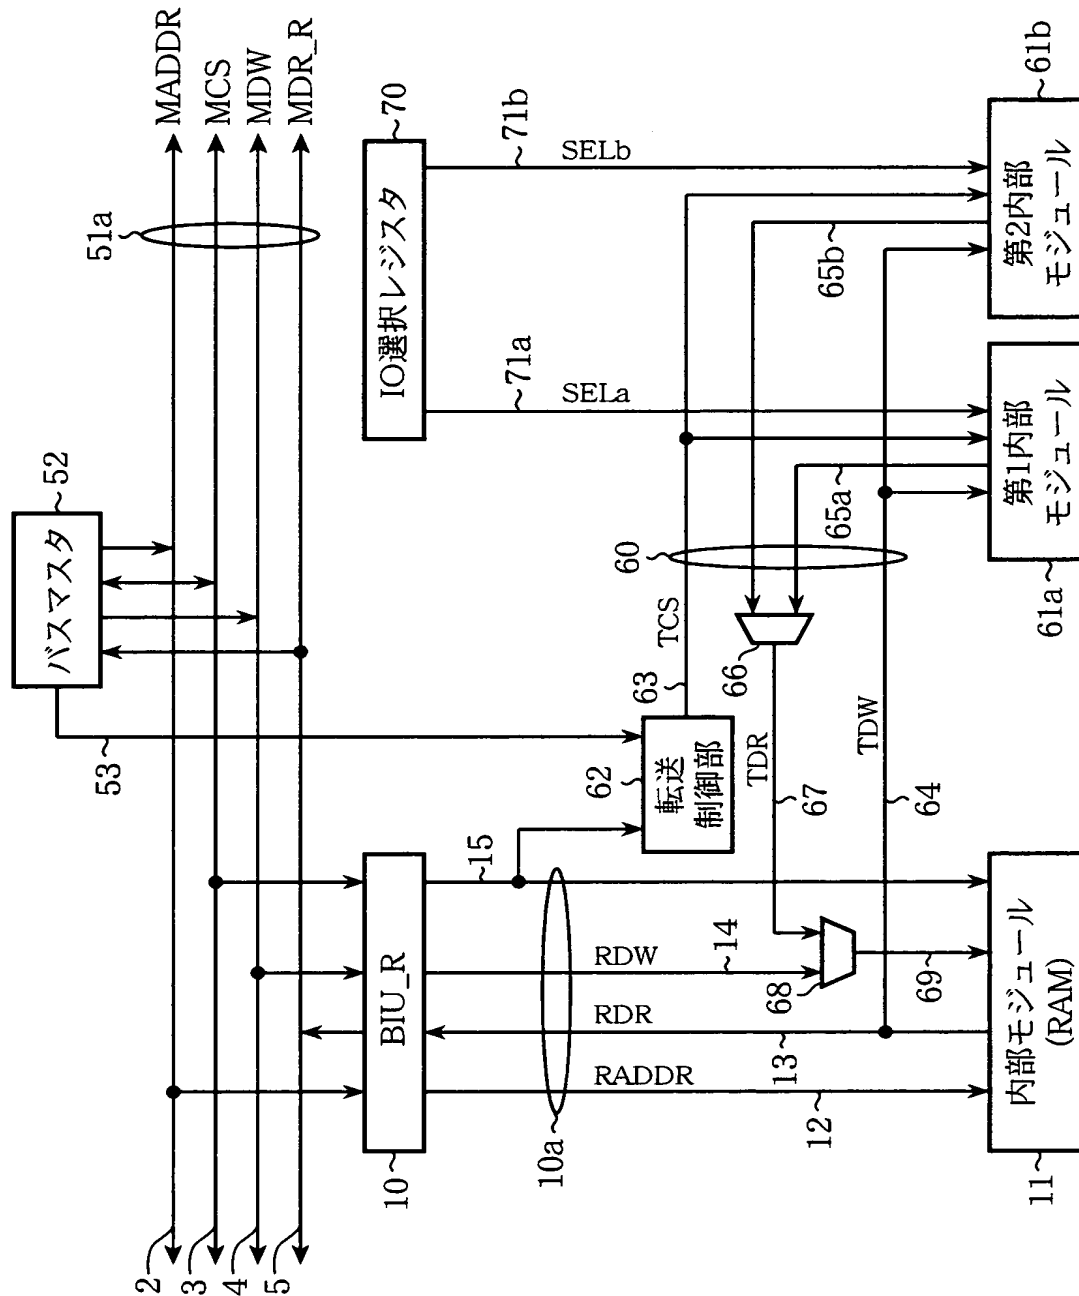 52
バスマスタ
53
51a
MADDR
MCS
MDW
MDR_R
2
3
4
5
10
BIU_R
10a
15
RDW
14
RDR
13
RADDR
12
62
転送
制御部
63
TCS
60
IO選択レジスタ
70
71a
SELa
71b
SELb
65a
65b
66
TDR
67
TDW
64
68
69
内部モジュール
(RAM)
11
第1内部
モジュール
61a
第2内部
モジュール
61b